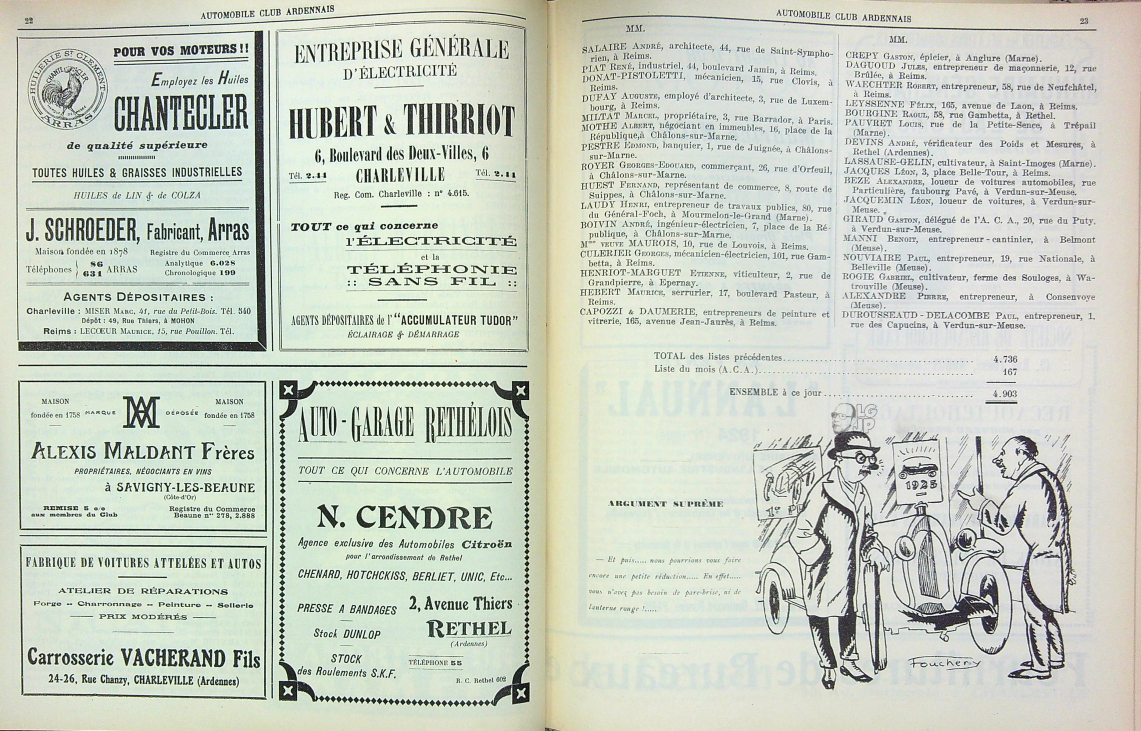 22
AUTOMOBILE CLUB ARDENNAIS
HUILERIE St CLEMENT
CHANTECLER
ARRAS
POUR VOS MOTEURS!!
Employez les Huiles
CHANTECLER
de qualité supérieure
TOUTES HUILES & GRAISSES INDUSTRIELLES
HUILES de LIN & de COLZA
J. SCHROEDER, Fabricant, Arras
Maison fondée en 1878
Téléphones } 86 631 ARRAS
Registre du Commerce Arras
Analytique 6.028
Chronologique 199
AGENTS DÉPOSITAIRES :
Charleville : MISER MARC, 41, rue du Petit-Bois. Tél. 540
Dépôt : 49, Rue Thiers, à MOHON
Reims : LECŒUR MAURICE, 15, rue Pouillon. Tél.
ENTREPRISE GÉNÉRALE
D'ÉLECTRICITÉ
HUBERT & THIRRIOT
6, Boulevard des Deux-Villes, 6
Tél. 2.11 CHARLEVILLE Tél. 2.11
Reg. Com. Charleville : n° 4.615.
TOUT ce qui concerne
l'ÉLECTRICITÉ
et la
TÉLÉPHONIE
:: SANS FIL ::
AGENTS DÉPOSITAIRES de l' "ACCUMULATEUR TUDOR"
ÉCLAIRAGE & DÉMARRAGE
MAISON
fondée en 1758
MARQUE
AM
DÉPOSÉE
MAISON
fondée en 1758
ALEXIS MALDANT Frères
PROPRIÉTAIRES, NÉGOCIANTS EN VINS
à SAVIGNY-LES-BEAUNE
(Côte-d'Or)
REMISE 5 o/o
aux membres du Club
Registre du Commerce
Beaune nos 278, 2.888
FABRIQUE DE VOITURES ATTELÉES ET AUTOS
ATELIER DE RÉPARATIONS
Forge -- Charronnage -- Peinture -- Sellerie
PRIX MODÉRÉS
Carrosserie VACHERAND Fils
24-26, Rue Chanzy, CHARLEVILLE (Ardennes)
AUTO-GARAGE RETHÉLOIS
TOUT CE QUI CONCERNE L'AUTOMOBILE
N. CENDRE
Agence exclusive des Automobiles Citroën
pour l'arrondissement de Rethel
CHENARD, HOTCHCKISS, BERLIET, UNIC, Etc...
PRESSE A BANDAGES
Stock DUNLOP
STOCK
des Roulements S.K.F.
2, Avenue Thiers
RETHEL
(Ardennes)
TÉLÉPHONE 55
R. C. Rethel 602
AUTOMOBILE CLUB ARDENNAIS
23
MM.
SALAIRE ANDRÉ, architecte, 44, rue de Saint-Sympho-
rien, à Reims.
PIAT RENÉ, industriel, 44, boulevard Jamin, à Reims.
DONAT-PISTOLETTI, mécanicien, 15, rue Clovis, à
Reims.
DUFAY AUGUSTE, employé d'architecte, 3, rue de Luxem-
bourg, à Reims.
MILTAT MARCEL, propriétaire, 3, rue Barrador, à Paris.
MOTHE ALBERT, négociant en immeubles, 16, place de la
République,à Châlons-sur-Marne.
PESTRE EDMOND, banquier, 1, rue de Juignée, à Châlons-
sur-Marne.
ROYER GEORGES-EDOUARD, commerçant, 26, rue d'Orfeuil,
à Châlons-sur-Marne.
HUEST FERNAND, représentant de commerce, 8, route de
Suippes, à Châlons-sur-Marne.
LAUDY HENRI, entrepreneur de travaux publics, 80, rue
du Général-Foch, à Mourmelon-le-Grand (Marne).
BOIVIN ANDRÉ, ingénieur-électricien, 7, place de la Ré-
publique, à Châlons-sur-Marne.
Mme VEUVE MAUROIS, 10, rue de Louvois, à Reims.
CULERIER GEORGES, mécanicien-électricien, 101, rue Gam-
betta, à Reims.
HENRIOT-MARGUET ETIENNE, viticulteur, 2, rue de
Grandpierre, à Epernay.
HEBERT MAURICE, serrurier, 17, boulevard Pasteur, à
Reims.
CAPOZZI & DAUMERIE, entrepreneurs de peinture et
vitrerie, 165, avenue Jean-Jaurès, à Reims.
MM.
CREPY GASTON, épicier, à Anglure (Marne).
DAGUOD JULES, entrepreneur de maçonnerie, 12, rue
Brûlée, à Reims.
WAECHTER ROBERT, entrepreneur, 58, rue de Neufchâtel,
à Reims.
LEYSSENNE FÉLIX, 165, avenue de Laon, à Reims.
BOURGINE RAOUL, 58, rue Gambetta, à Rethel.
PAUVRET LOUIS, rue de la Petite-Sence, à Trépail
(Marne).
DEVINS ANDRÉ, vérificateur des Poids et Mesures, à
Rethel (Ardennes).
LASSAUSE-GELIN, cultivateur, à Saint-Imoges (Marne).
JACQUES LÉON, 3, place Belle-Tour, à Reims.
BEZE ALEXANDRE, loueur de voitures automobiles, rue
Particulière, faubourg Pavé, à Verdun-sur-Meuse.
JACQUEMIN LÉON, loueur de voitures, à Verdun-sur-
Meuse.
GIRAUD GASTON, délégué de l'A. C. A., 20, rue du Puty,
à Verdun-sur-Meuse.
MANNI BENOIT, entrepreneur-cantinier, à Belmont
(Meuse).
NOUVIAIRE PAUL, entrepreneur, 19, rue Nationale, à
Belleville (Meuse).
ROGIE GABRIEL, cultivateur, ferme des Souloges, à Wa-
trouville (Meuse).
ALEXANDRE PIERRE, entrepreneur, à Consenvoye
(Meuse).
DUROUSSEAUD - DELACOMBE PAUL, entrepreneur, 1,
rue des Capucins, à Verdun-sur-Meuse.
TOTAL des listes précédentes 4.736
Liste du mois (A.C.A.) 167
ENSEMBLE à ce jour 4.903
ARGUMENT SUPRÊME
— Et puis..... nous pourrions vous faire
encore une petite réduction..... En effet.....
vous n'avez pas besoin de pare-brise, ni de
lanterne rouge !.....
1er P
1925
Foucheny